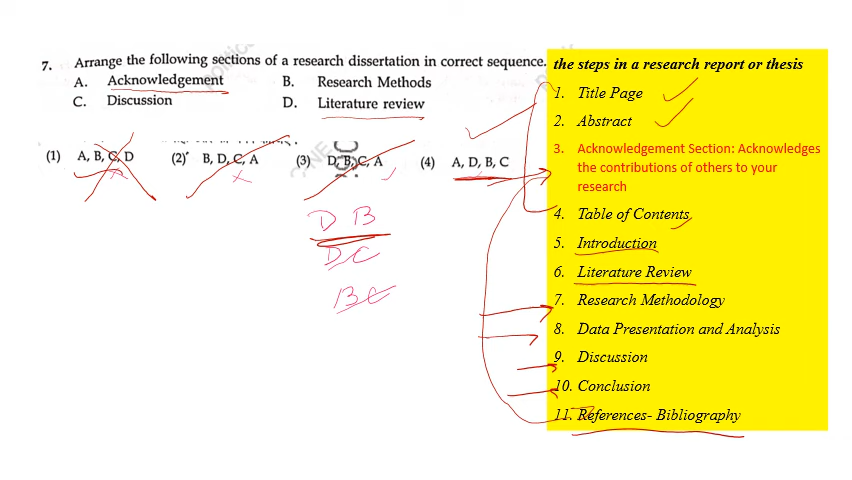 7. Arrange the following sections of a research dissertation in correct sequence.
A. Acknowledgement B. Research Methods
C. Discussion D. Literature review
(1) A, B, C, D (2) B, D, C, A (3) D, B, C, A (4) A, D, B, C
D B
D C
B C
the steps in a research report or thesis
1. Title Page
2. Abstract
3. Acknowledgement Section: Acknowledges
the contributions of others to your
research
4. Table of Contents
5. Introduction
6. Literature Review
7. Research Methodology
8. Data Presentation and Analysis
9. Discussion
10. Conclusion
11. References- Bibliography